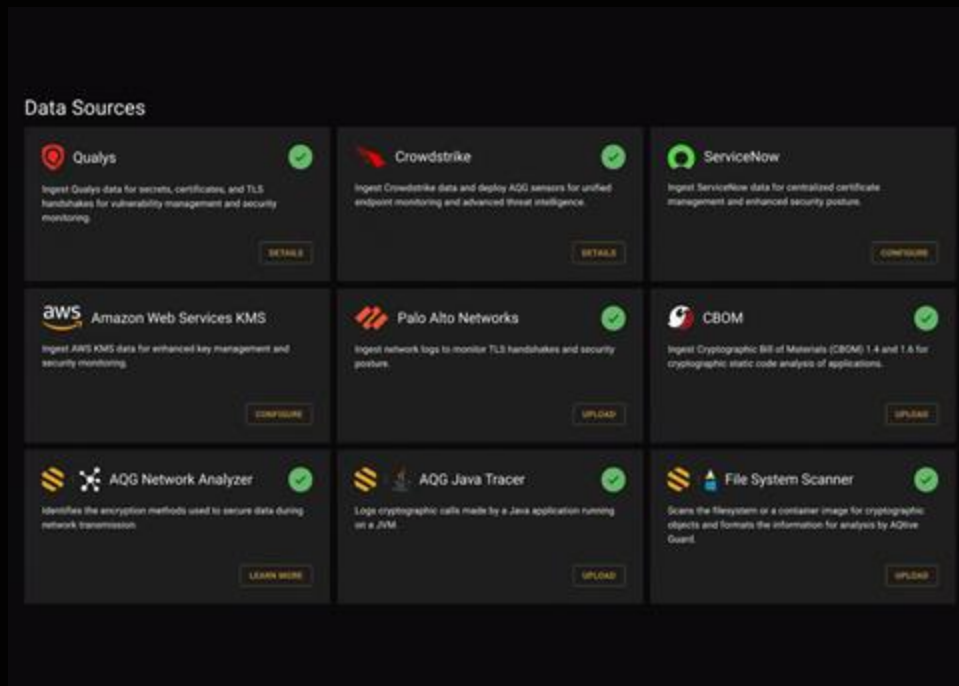 Data Sources
Qualys
Ingest Qualys data for secrets, certificates, and TLS
handshakes for vulnerability management and security
monitoring.
DETAILS
Crowdstrike
Ingest Crowdstrike data and deploy AQG sensors for unified
endpoint monitoring and advanced threat intelligence.
DETAILS
ServiceNow
Ingest ServiceNow data for centralized certificate
management and enhanced security posture.
CONFIGURE
aws
Amazon Web Services KMS
Ingest AWS KMS data for enhanced key management and
security monitoring.
CONFIGURE
Palo Alto Networks
Ingest network logs to monitor TLS handshakes and security
posture.
UPLOAD
CBOM
Ingest Cryptographic Bill of Materials (CBOM) 1.4 and 1.6 for
cryptographic static code analysis of applications.
UPLOAD
AQG Network Analyzer
Identifies the encryption methods used to secure data during
network transmission.
LEARN MORE
AQG Java Tracer
Logs cryptographic calls made by a Java application running
on a JVM.
UPLOAD
File System Scanner
Scans the filesystem or a container image for cryptographic
objects and formats the information for analysis by AQtive
Guard.
UPLOAD